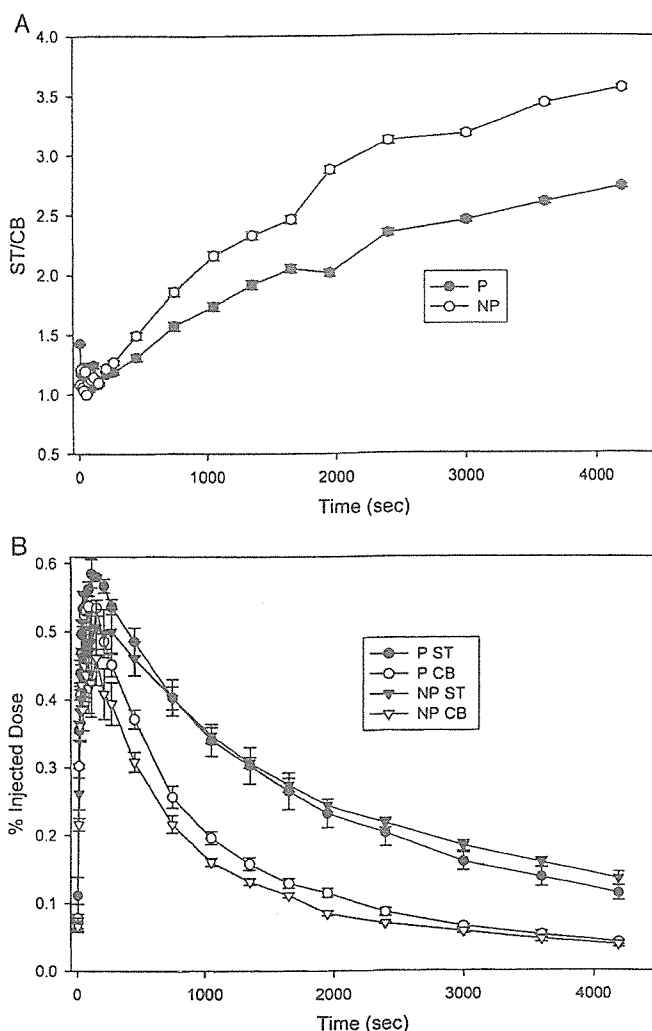 A
4.0
3.5
3.0
2.5
2.0
1.5
1.0
0.5
ST/CB
P
NP
0 1000 2000 3000 4000
Time (sec)
B
0.6
0.5
0.4
0.3
0.2
0.1
0.0
% Injected Dose
P ST
P CB
NP ST
NP CB
0 1000 2000 3000 4000
Time (sec)